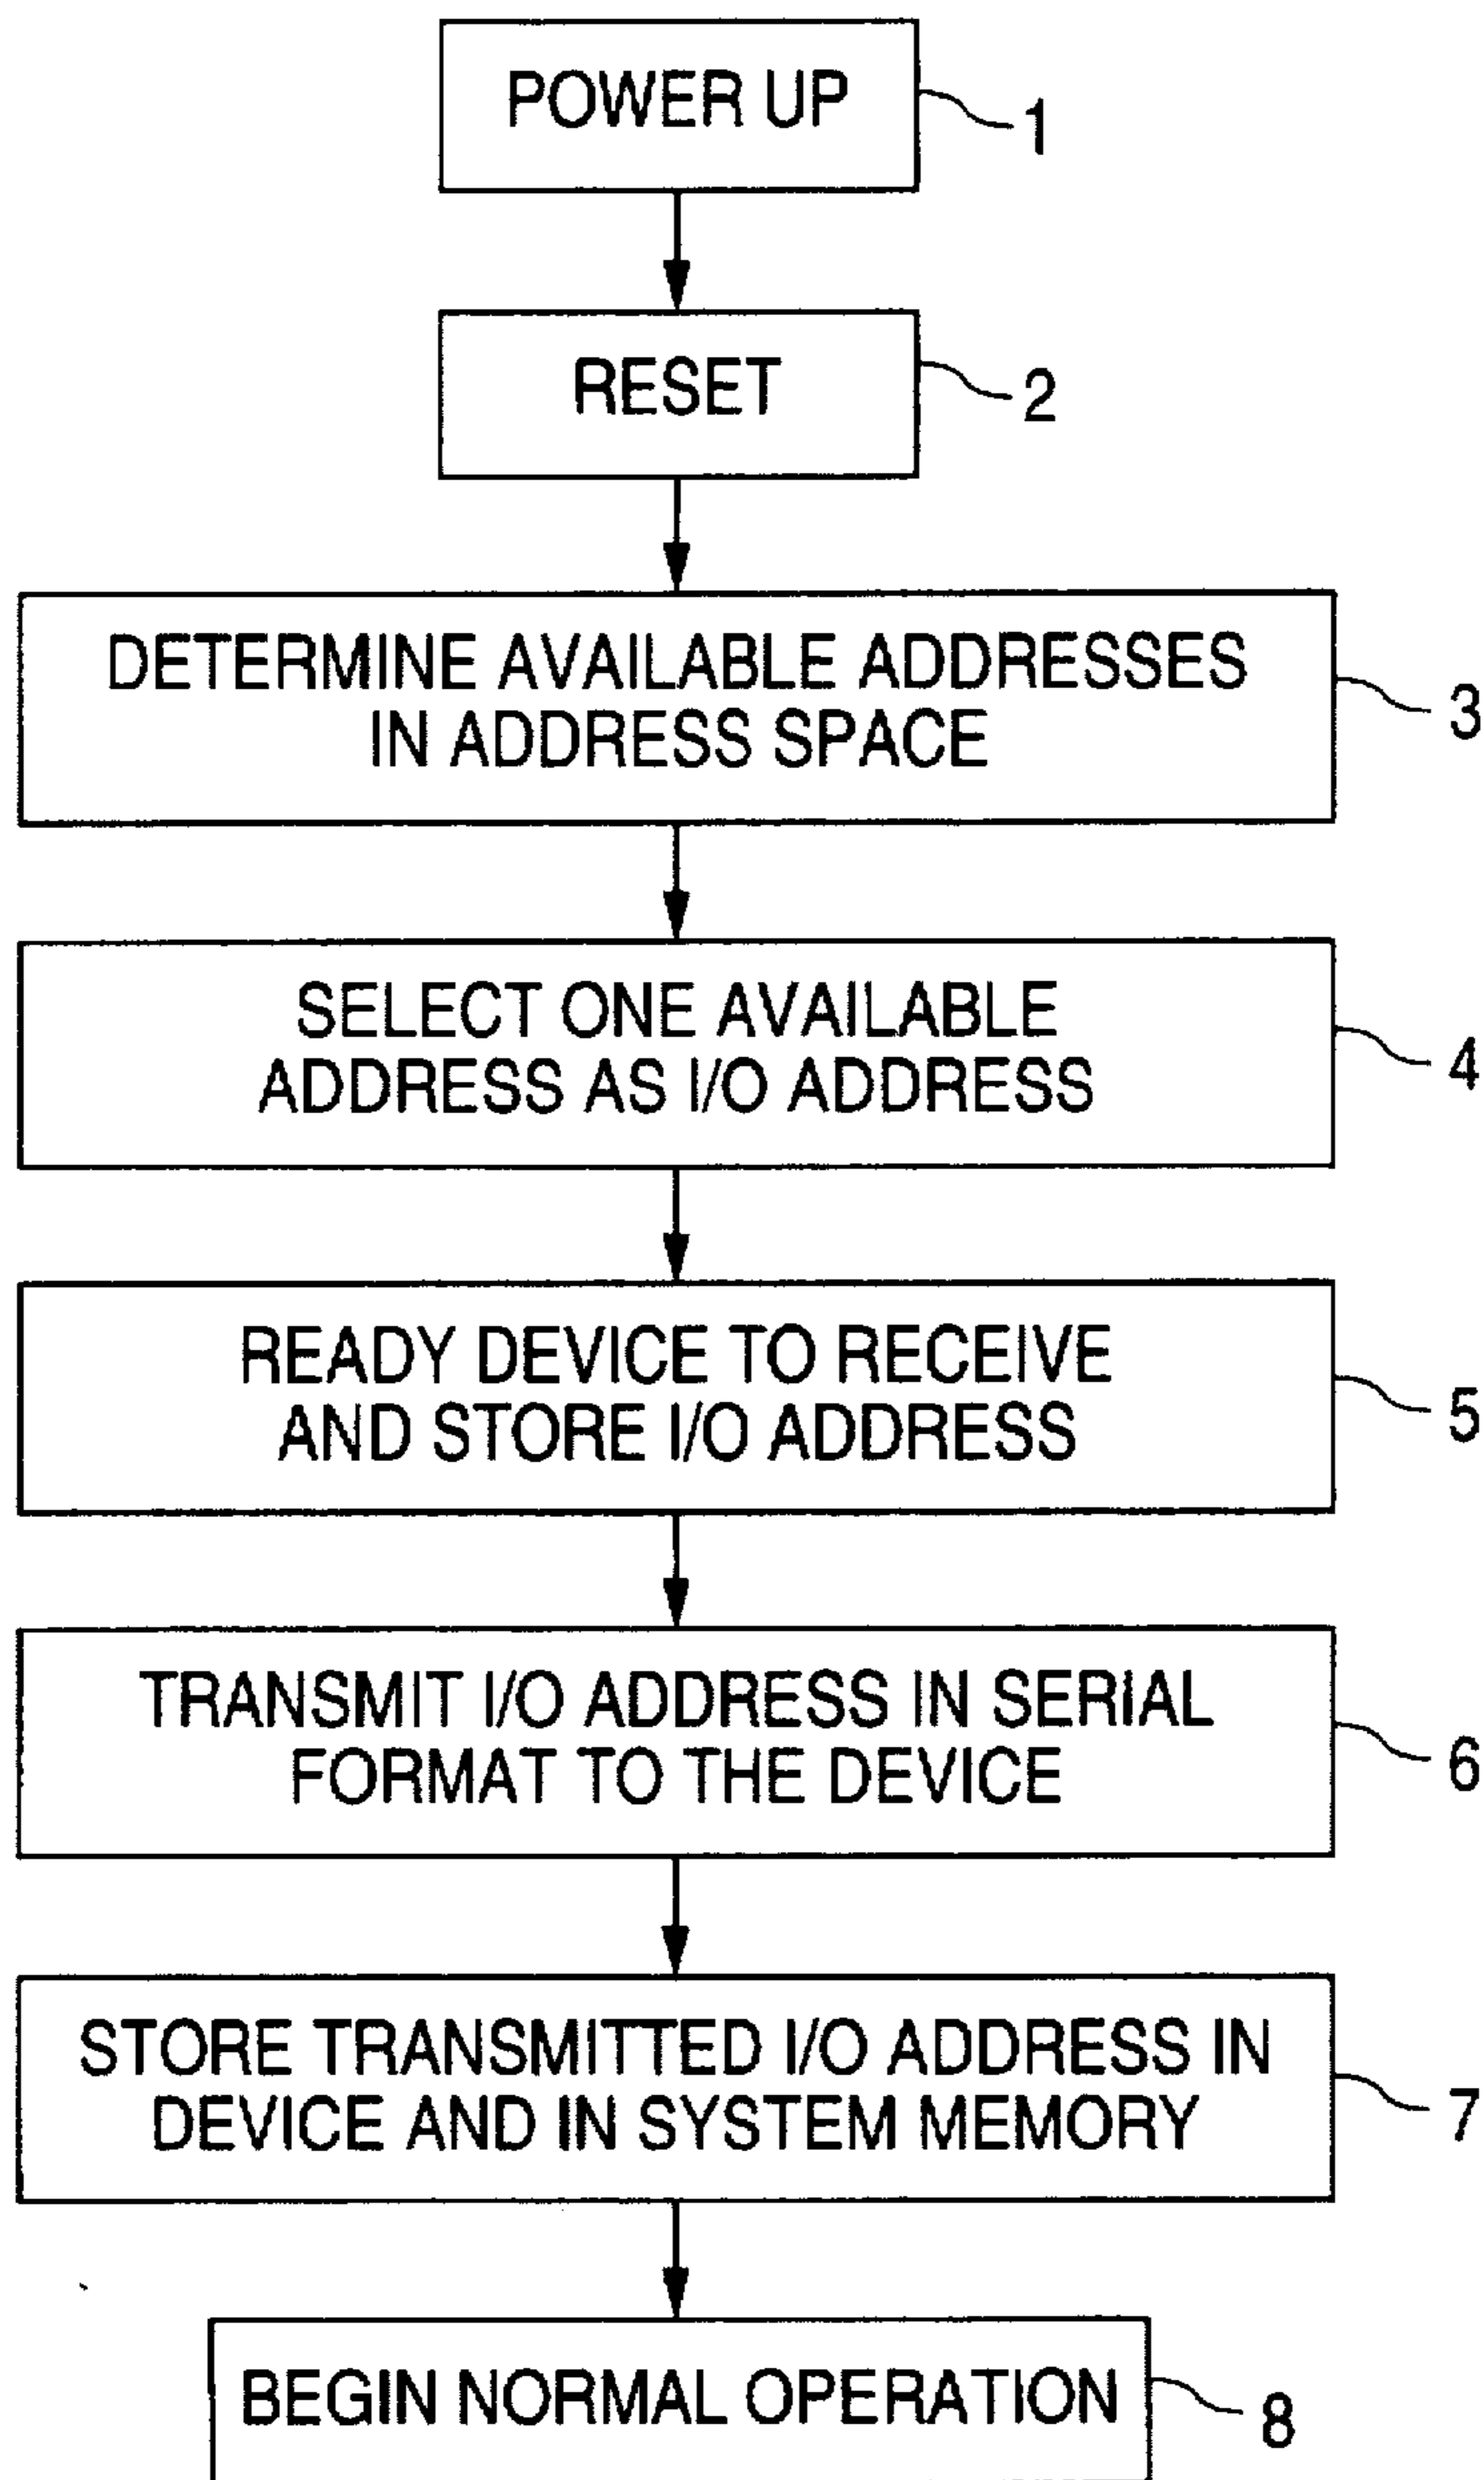 POWER UP
1
RESET
2
DETERMINE AVAILABLE ADDRESSES
IN ADDRESS SPACE
3
SELECT ONE AVAILABLE
ADDRESS AS I/O ADDRESS
4
READY DEVICE TO RECEIVE
AND STORE I/O ADDRESS
5
TRANSMIT I/O ADDRESS IN SERIAL
FORMAT TO THE DEVICE
6
STORE TRANSMITTED I/O ADDRESS IN
DEVICE AND IN SYSTEM MEMORY
7
BEGIN NORMAL OPERATION
8